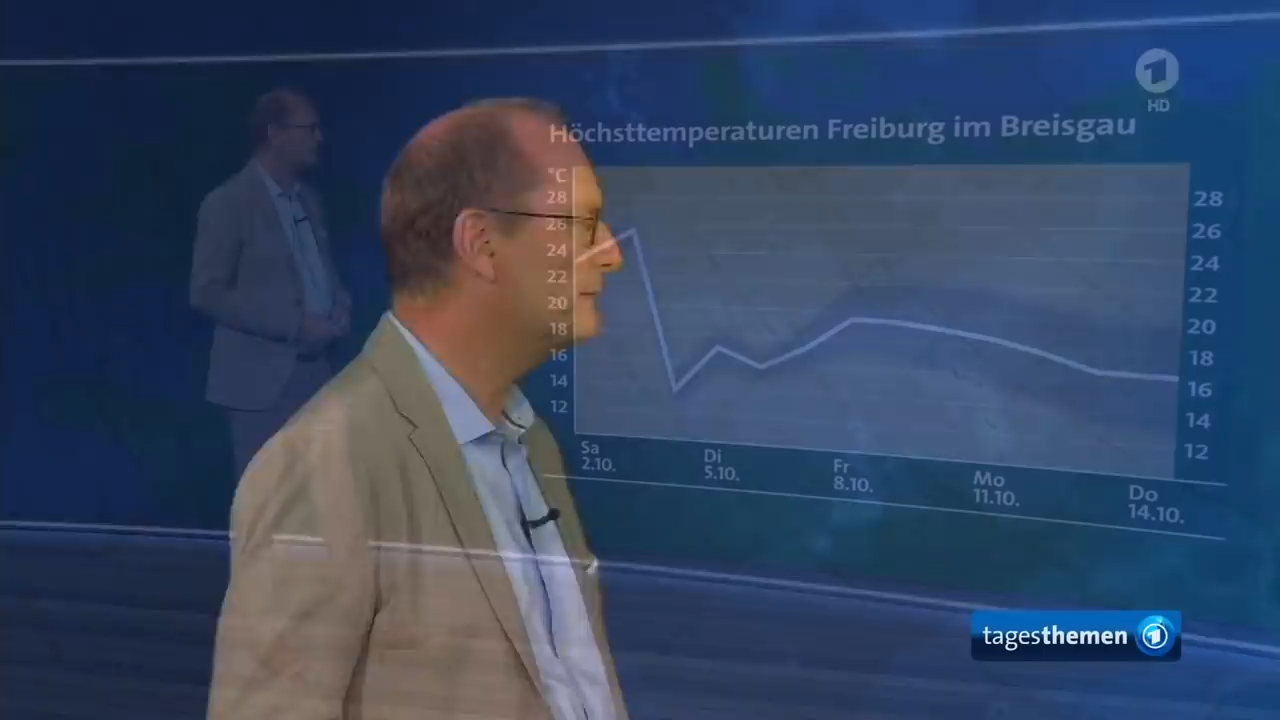 1
HD
Höchsttemperaturen Freiburg im Breisgau
°C
28
26
24
22
20
18
16
14
12
28
26
24
22
20
18
16
14
12
Sa
2.10.
Di
5.10.
Fr
8.10.
Mo
11.10.
Do
14.10.
tagesthemen 1